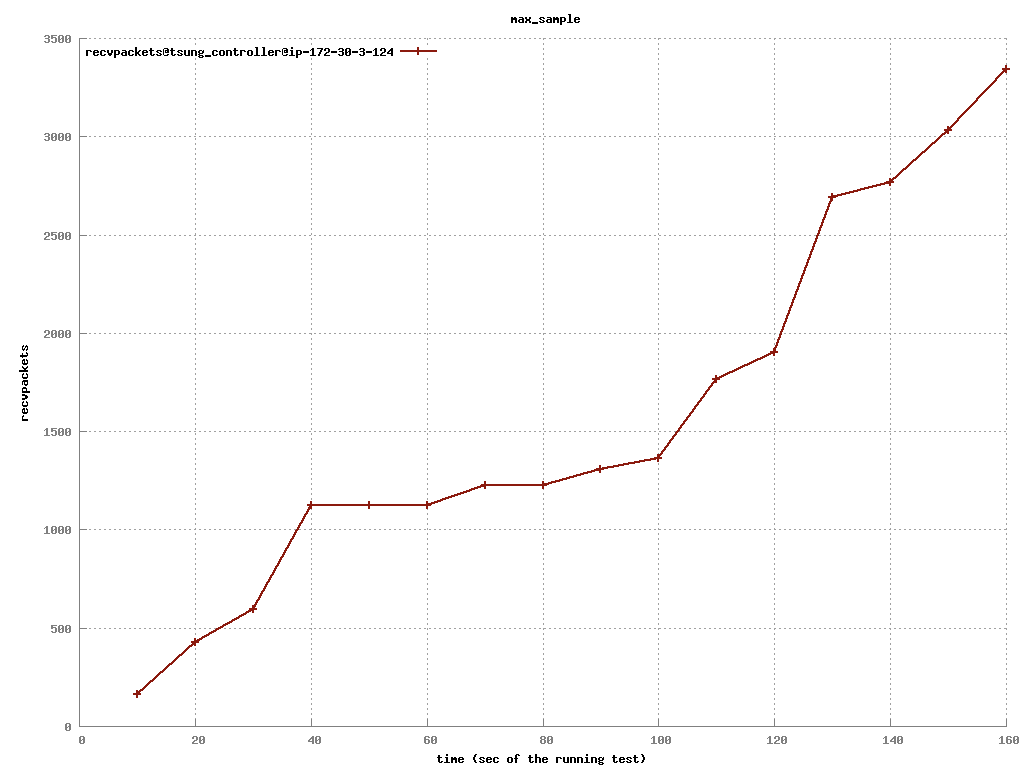 max_sample
recvpackets@tsung_controller@ip-172-30-3-124
3500
3000
2500
2000
1500
1000
500
0
recvpackets
0 20 40 60 80 100 120 140 160
time (sec of the running test)